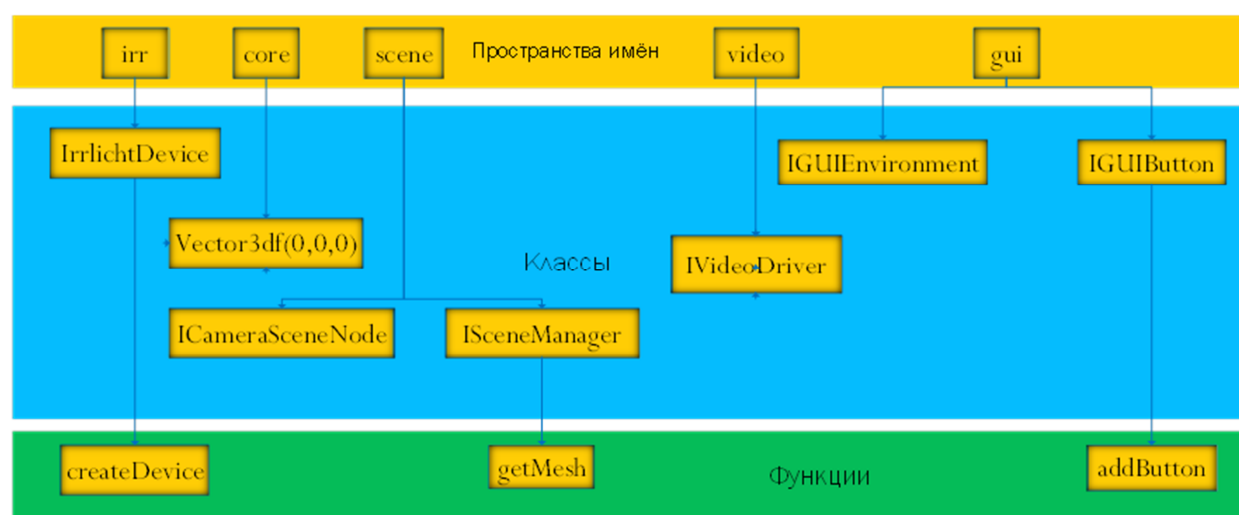 irr
core
scene
Пространства имён
video
gui
IrrlichtDevice
IGUIEnvironment
IGUIButton
Vector3df(0,0,0)
Классы
IVideoDriver
ICameraSceneNode
ISceneManager
createDevice
getMesh
Функции
addButton